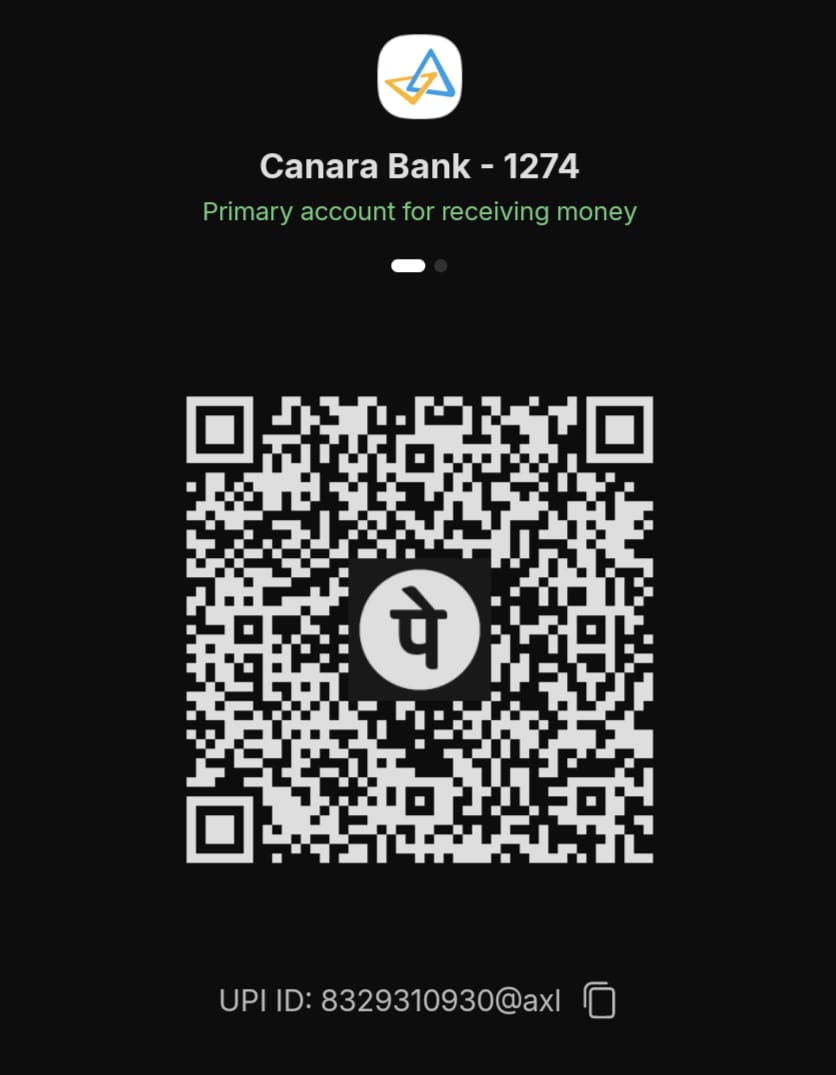 Canara Bank - 1274
Primary account for receiving money
पे
UPI ID: 8329310930@axl